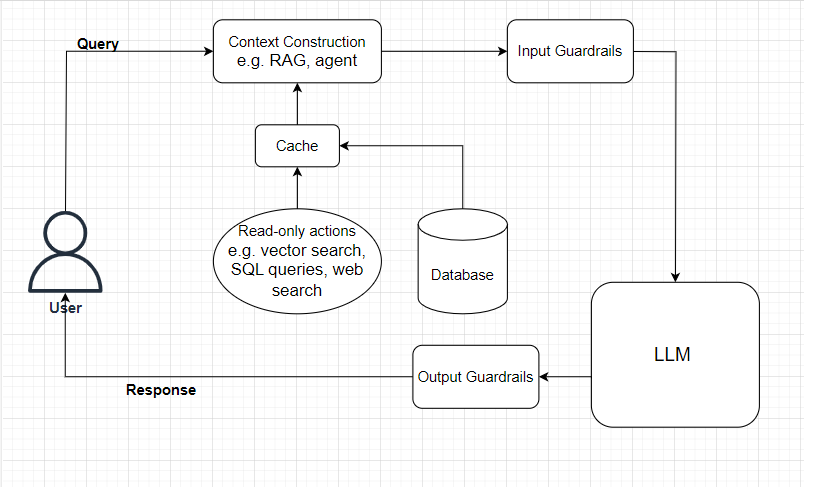 Query
Context Construction
e.g. RAG, agent
Input Guardrails
Cache
Read-only actions
e.g. vector search,
SQL queries, web
search
Database
User
LLM
Output Guardrails
Response